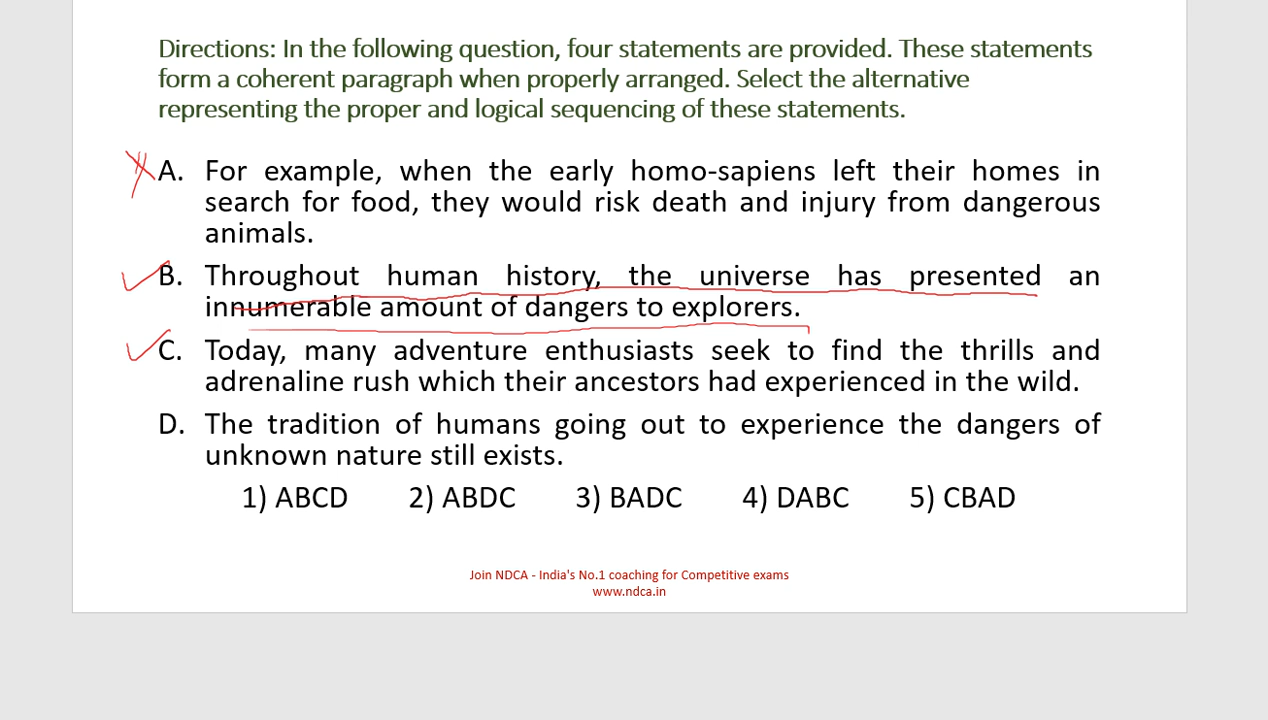 Directions: In the following question, four statements are provided. These statements
form a coherent paragraph when properly arranged. Select the alternative
representing the proper and logical sequencing of these statements.
A. For example, when the early homo-sapiens left their homes in
search for food, they would risk death and injury from dangerous
animals.
B. Throughout human history, the universe has presented an
innumerable amount of dangers to explorers.
C. Today, many adventure enthusiasts seek to find the thrills and
adrenaline rush which their ancestors had experienced in the wild.
D. The tradition of humans going out to experience the dangers of
unknown nature still exists.
1) ABCD 2) ABDC 3) BADC 4) DABC 5) CBAD
Join NDCA - India's No.1 coaching for Competitive exams
www.ndca.in